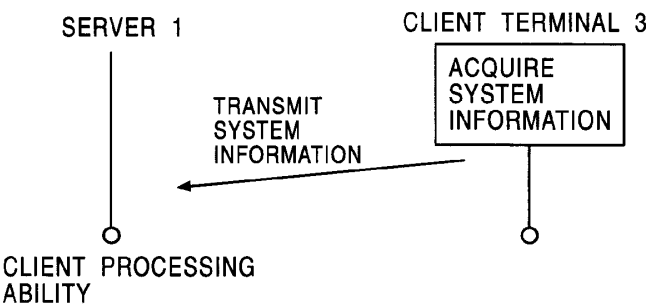 SERVER 1
CLIENT TERMINAL 3
ACQUIRE
SYSTEM
INFORMATION
TRANSMIT
SYSTEM
INFORMATION
CLIENT PROCESSING
ABILITY